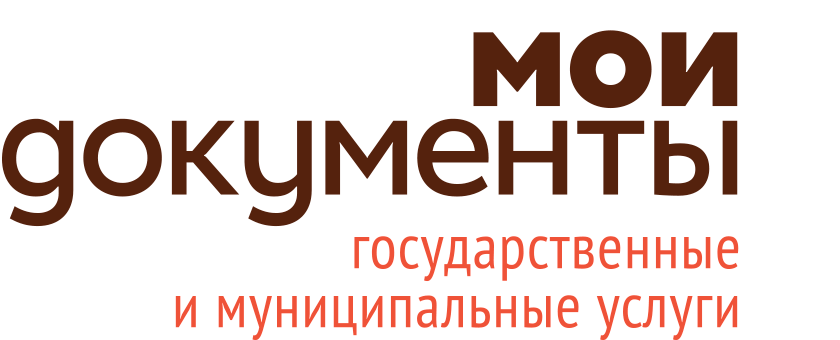 мои
документы
государственные
и муниципальные услуги